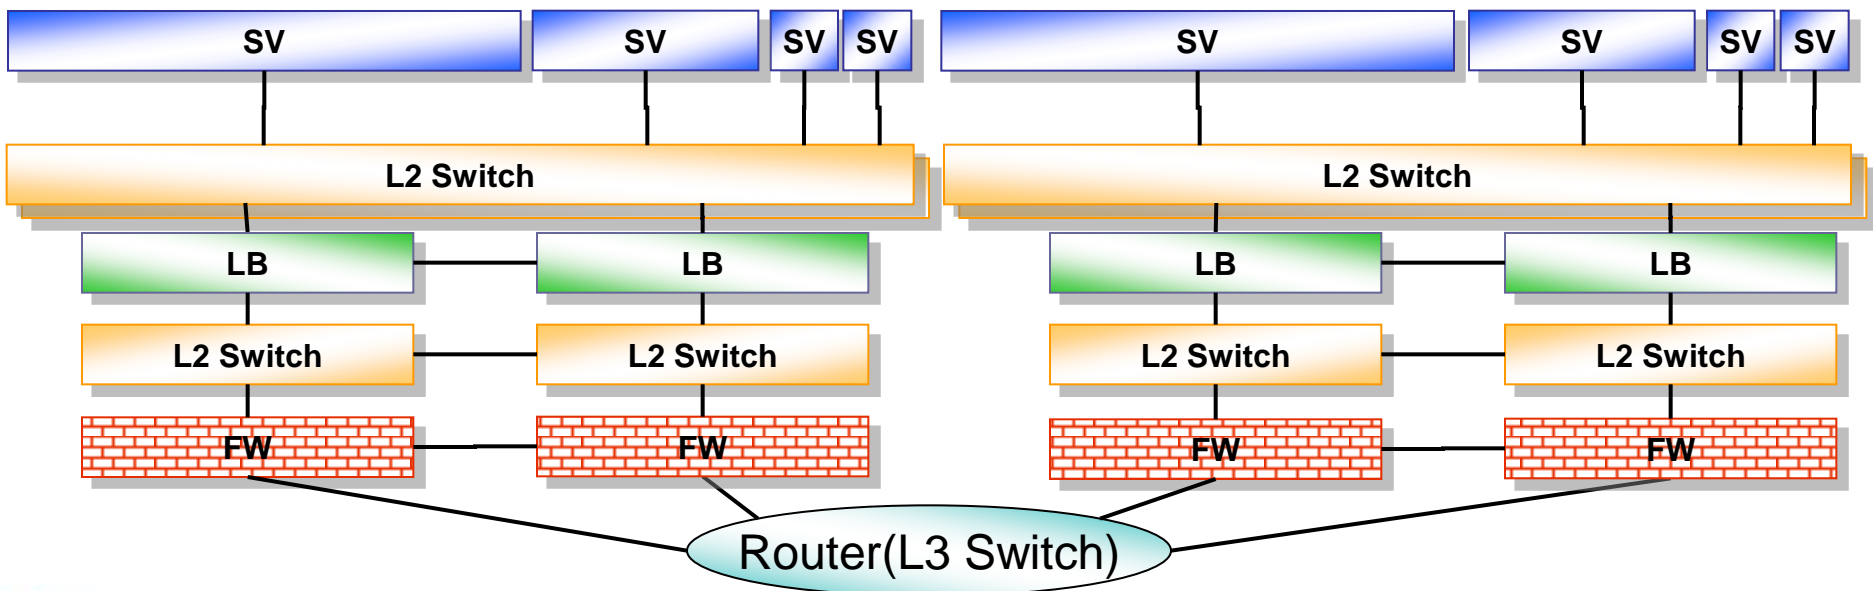 SV SV SV SV SV SV SV SV
L2 Switch L2 Switch
LB LB LB LB
L2 Switch L2 Switch L2 Switch L2 Switch
FW FW FW FW
Router(L3 Switch)